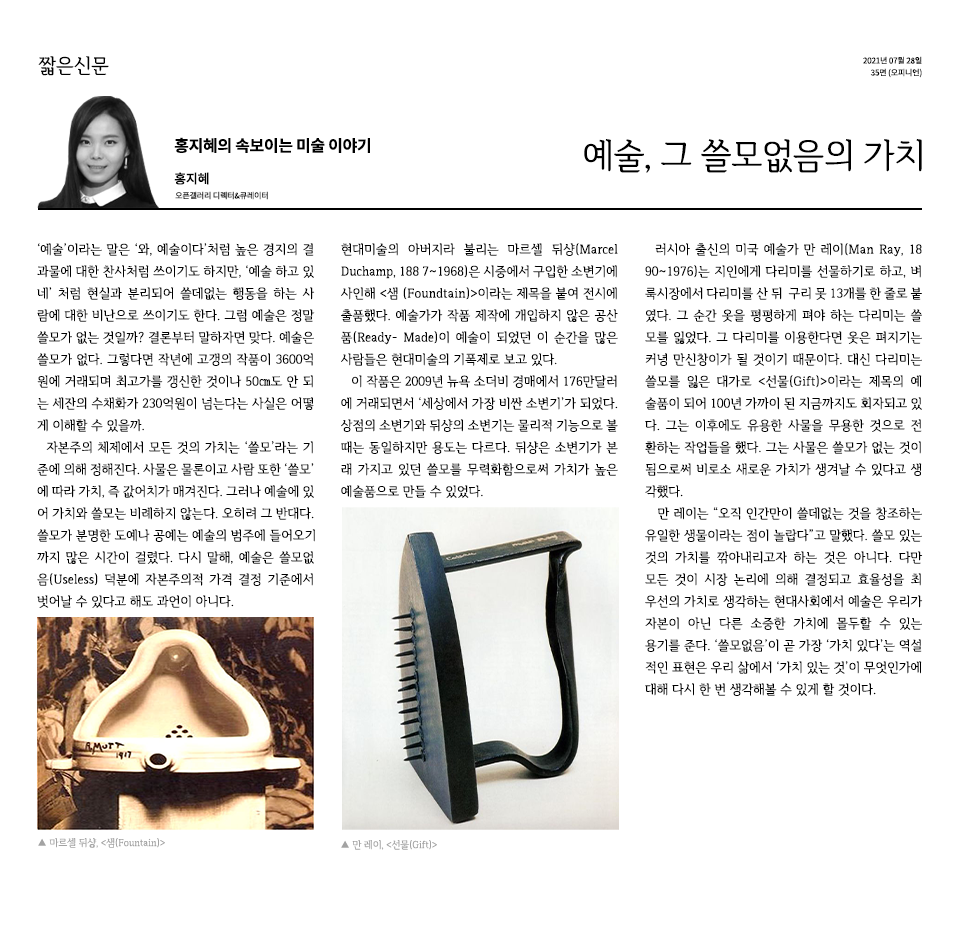 짧은신문
2021년 07월 28일
35면 (오피니언)
홍지혜의 속보이는 미술 이야기
홍지혜
오픈갤러리 디렉터&큐레이터
예술, 그 쓸모없음의 가치
‘예술’이라는 말은 ‘와, 예술이다’처럼 높은 경지의 결
과물에 대한 찬사처럼 쓰이기도 하지만, ‘예술 하고 있
네’ 처럼 현실과 분리되어 쓸데없는 행동을 하는 사
람에 대한 비난으로 쓰이기도 한다. 그럼 예술은 정말
쓸모가 없는 것일까? 결론부터 말하자면 맞다. 예술은
쓸모가 없다. 그렇다면 작년에 고갱의 작품이 3600억
원에 거래되며 최고가를 갱신한 것이나 50㎝도 안 되
는 세잔의 수채화가 230억원이 넘는다는 사실은 어떻
게 이해할 수 있을까.
자본주의 체제에서 모든 것의 가치는 ‘쓸모’라는 기
준에 의해 정해진다. 사물은 물론이고 사람 또한 ‘쓸모’
에 따라 가치, 즉 값어치가 매겨진다. 그러나 예술에 있
어 가치와 쓸모는 비례하지 않는다. 오히려 그 반대다.
쓸모가 분명한 도예나 공예는 예술의 범주에 들어오기
까지 많은 시간이 걸렸다. 다시 말해, 예술은 쓸모없
음(Useless) 덕분에 자본주의적 가격 결정 기준에서
벗어날 수 있다고 해도 과언이 아니다.
R.MUTT
1917
▲ 마르셀 뒤샹, <샘(Fountain)>
현대미술의 아버지라 불리는 마르셀 뒤샹(Marcel
Duchamp, 188 7~1968)은 시중에서 구입한 소변기에
사인해 <샘 (Foundtain)>이라는 제목을 붙여 전시에
출품했다. 예술가가 작품 제작에 개입하지 않은 공산
품(Ready- Made)이 예술이 되었던 이 순간을 많은
사람들은 현대미술의 기폭제로 보고 있다.
이 작품은 2009년 뉴욕 소더비 경매에서 176만달러
에 거래되면서 ‘세상에서 가장 비싼 소변기’가 되었다.
상점의 소변기와 뒤샹의 소변기는 물리적 기능으로 볼
때는 동일하지만 용도는 다르다. 뒤샹은 소변기가 본
래 가지고 있던 쓸모를 무력화함으로써 가치가 높은
예술품으로 만들 수 있었다.
▲ 만 레이, <선물(Gift)>
러시아 출신의 미국 예술가 만 레이(Man Ray, 18
90~1976)는 지인에게 다리미를 선물하기로 하고, 벼
룩시장에서 다리미를 산 뒤 구리 못 13개를 한 줄로 붙
였다. 그 순간 옷을 평평하게 펴야 하는 다리미는 쓸
모를 잃었다. 그 다리미를 이용한다면 옷은 펴지기는
커녕 만신창이가 될 것이기 때문이다. 대신 다리미는
쓸모를 잃은 대가로 <선물(Gift)>이라는 제목의 예
술품이 되어 100년 가까이 된 지금까지도 회자되고 있
다. 그는 이후에도 유용한 사물을 무용한 것으로 전
환하는 작업들을 했다. 그는 사물은 쓸모가 없는 것이
됨으로써 비로소 새로운 가치가 생겨날 수 있다고 생
각했다.
만 레이는 “오직 인간만이 쓸데없는 것을 창조하는
유일한 생물이라는 점이 놀랍다”고 말했다. 쓸모 있는
것의 가치를 깎아내리고자 하는 것은 아니다. 다만
모든 것이 시장 논리에 의해 결정되고 효율성을 최
우선의 가치로 생각하는 현대사회에서 예술은 우리가
자본이 아닌 다른 소중한 가치에 몰두할 수 있는
용기를 준다. ‘쓸모없음’이 곧 가장 ‘가치 있다’는 역설
적인 표현은 우리 삶에서 ‘가치 있는 것’이 무엇인가에
대해 다시 한 번 생각해볼 수 있게 할 것이다.